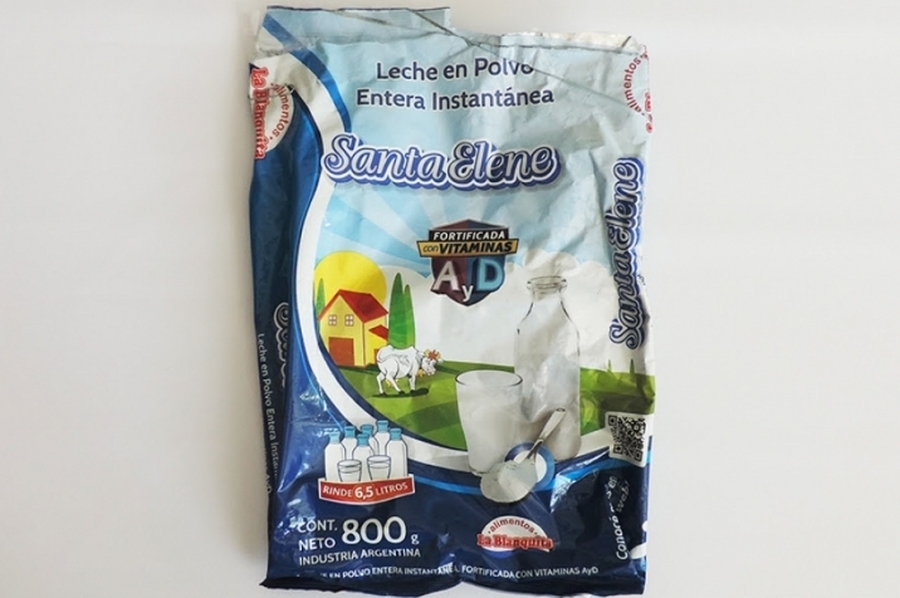 Leche en Polvo
Entera Instantánea
Santa Elene
FORTIFICADA
con VITAMINAS
A y D
RINDE 6,5 LITROS
CONT.
NETO 800 g
INDUSTRIA ARGENTINA
alimentos
La Blanquita
EN POLVO ENTERA INSTANTÁNEA, FORTIFICADA CON VITAMINAS AyD
alimentos
La Blanquita
Leche en Polvo Entera
alimentos
Santa Elene
Conocé